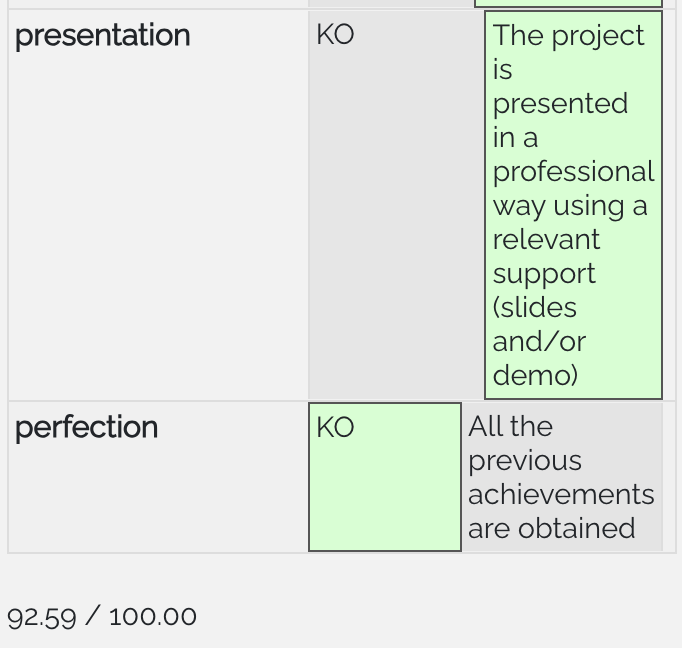 presentation
KO
The project
is
presented
in a
professional
way using a
relevant
support
(slides
and/or
demo)
perfection
KO
All the
previous
achievements
are obtained
92.59 / 100.00